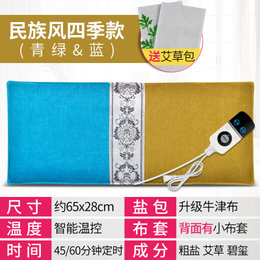 民族风四季款
(青绿&蓝)
送艾草包
尺寸 约65x28cm 盐包 升级牛津布
温度 智能温控 布套 背面有小布套
时间 45/60分钟定时 成分 粗盐 艾草 碧玺